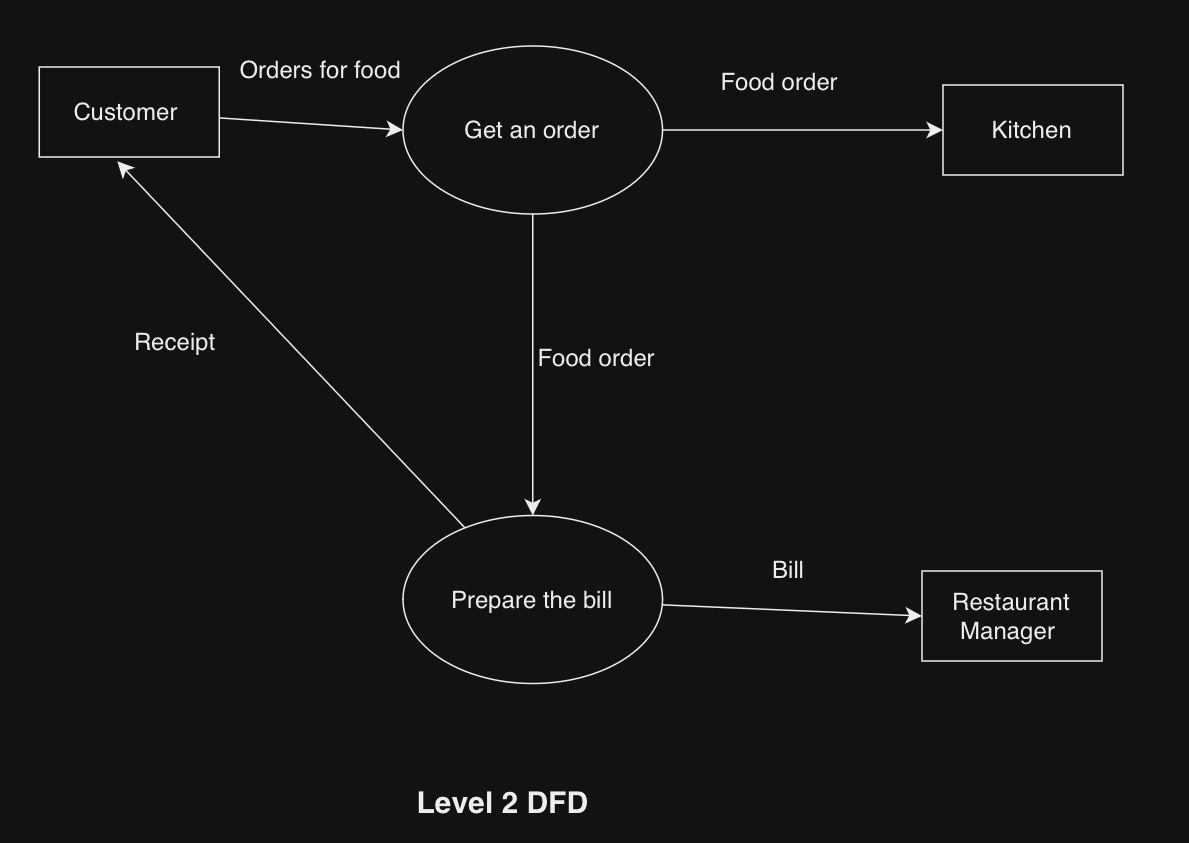 Orders for food
Customer
Get an order
Food order
Kitchen
Receipt
Food order
Prepare the bill
Bill
Restaurant
Manager
Level 2 DFD